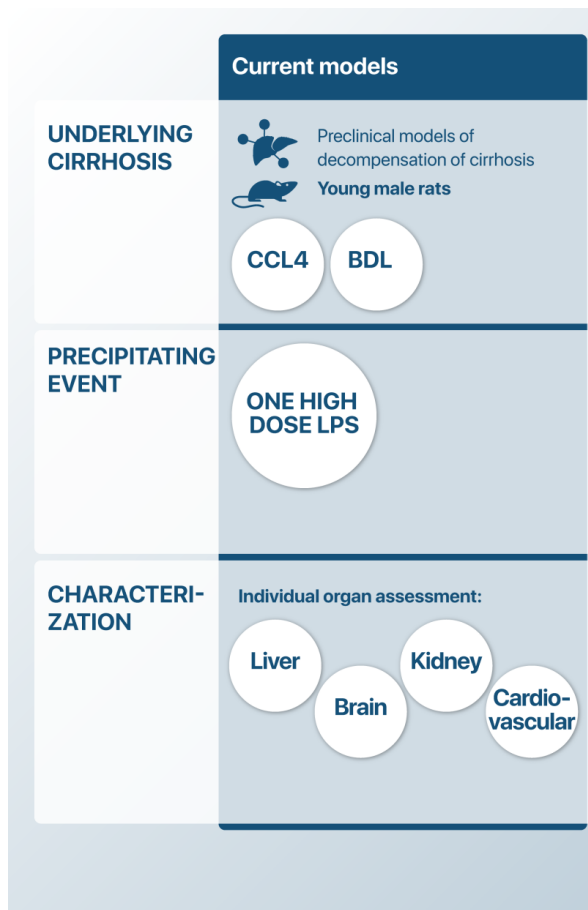 Current models
UNDERLYING
CIRRHOSIS
Preclinical models of
decompensation of cirrhosis
Young male rats
CCL4
BDL
PRECIPITATING
EVENT
ONE HIGH
DOSE LPS
CHARACTERI-
ZATION
Individual organ assessment:
Liver
Brain
Kidney
Cardio-
vascular